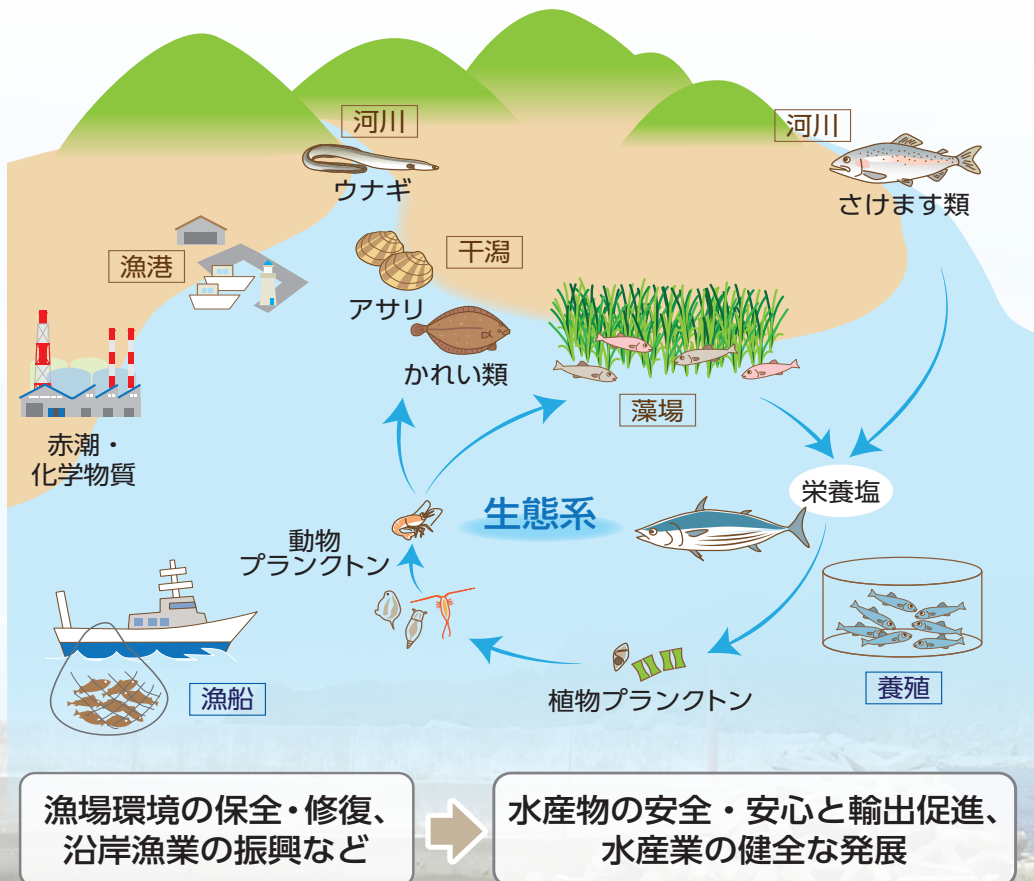 河川
河川
ウナギ
さけます類
漁港
干潟
アサリ
かれい類
藻場
赤潮・
化学物質
栄養塩
生態系
動物
プランクトン
漁船
植物プランクトン
養殖
漁場環境の保全・修復、
沿岸漁業の振興など
水産物の安全・安心と輸出促進、
水産業の健全な発展